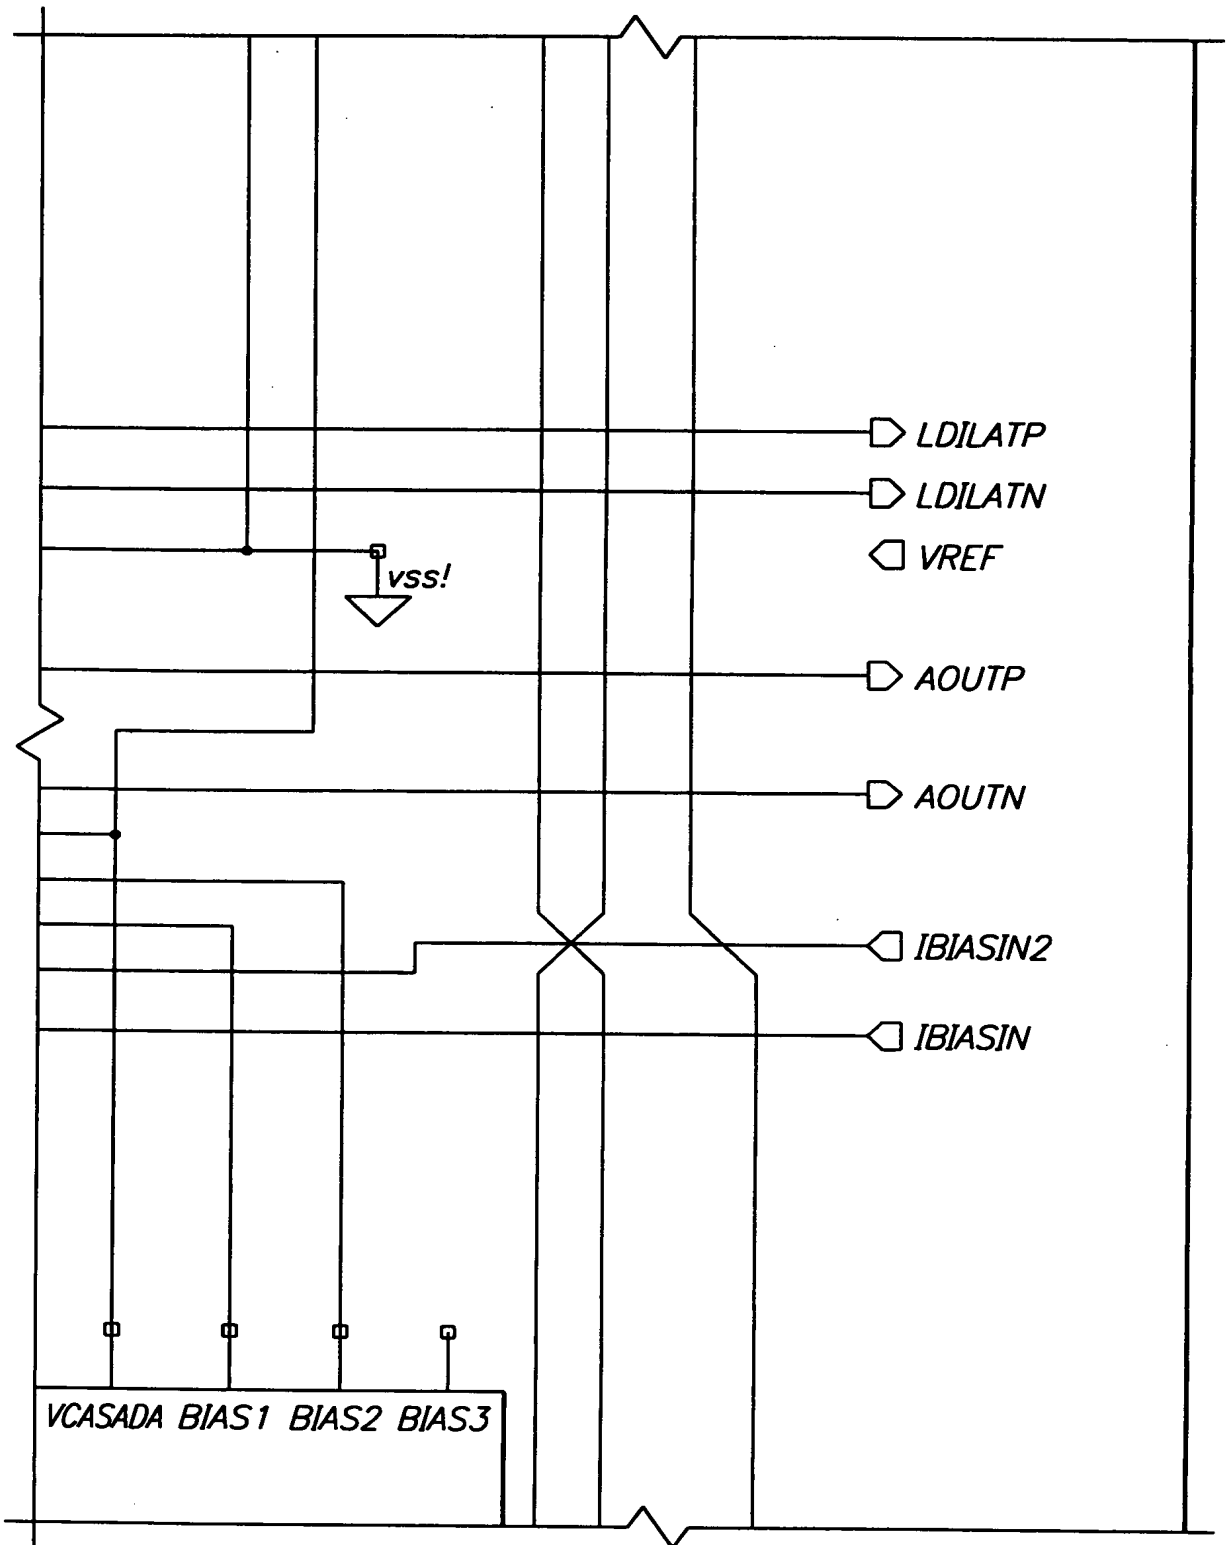 LDILATP
LDILATN
vss!
VREF
AOUTP
AOUTN
IBIASIN2
IBIASIN
VCASADA BIAS1 BIAS2 BIAS3